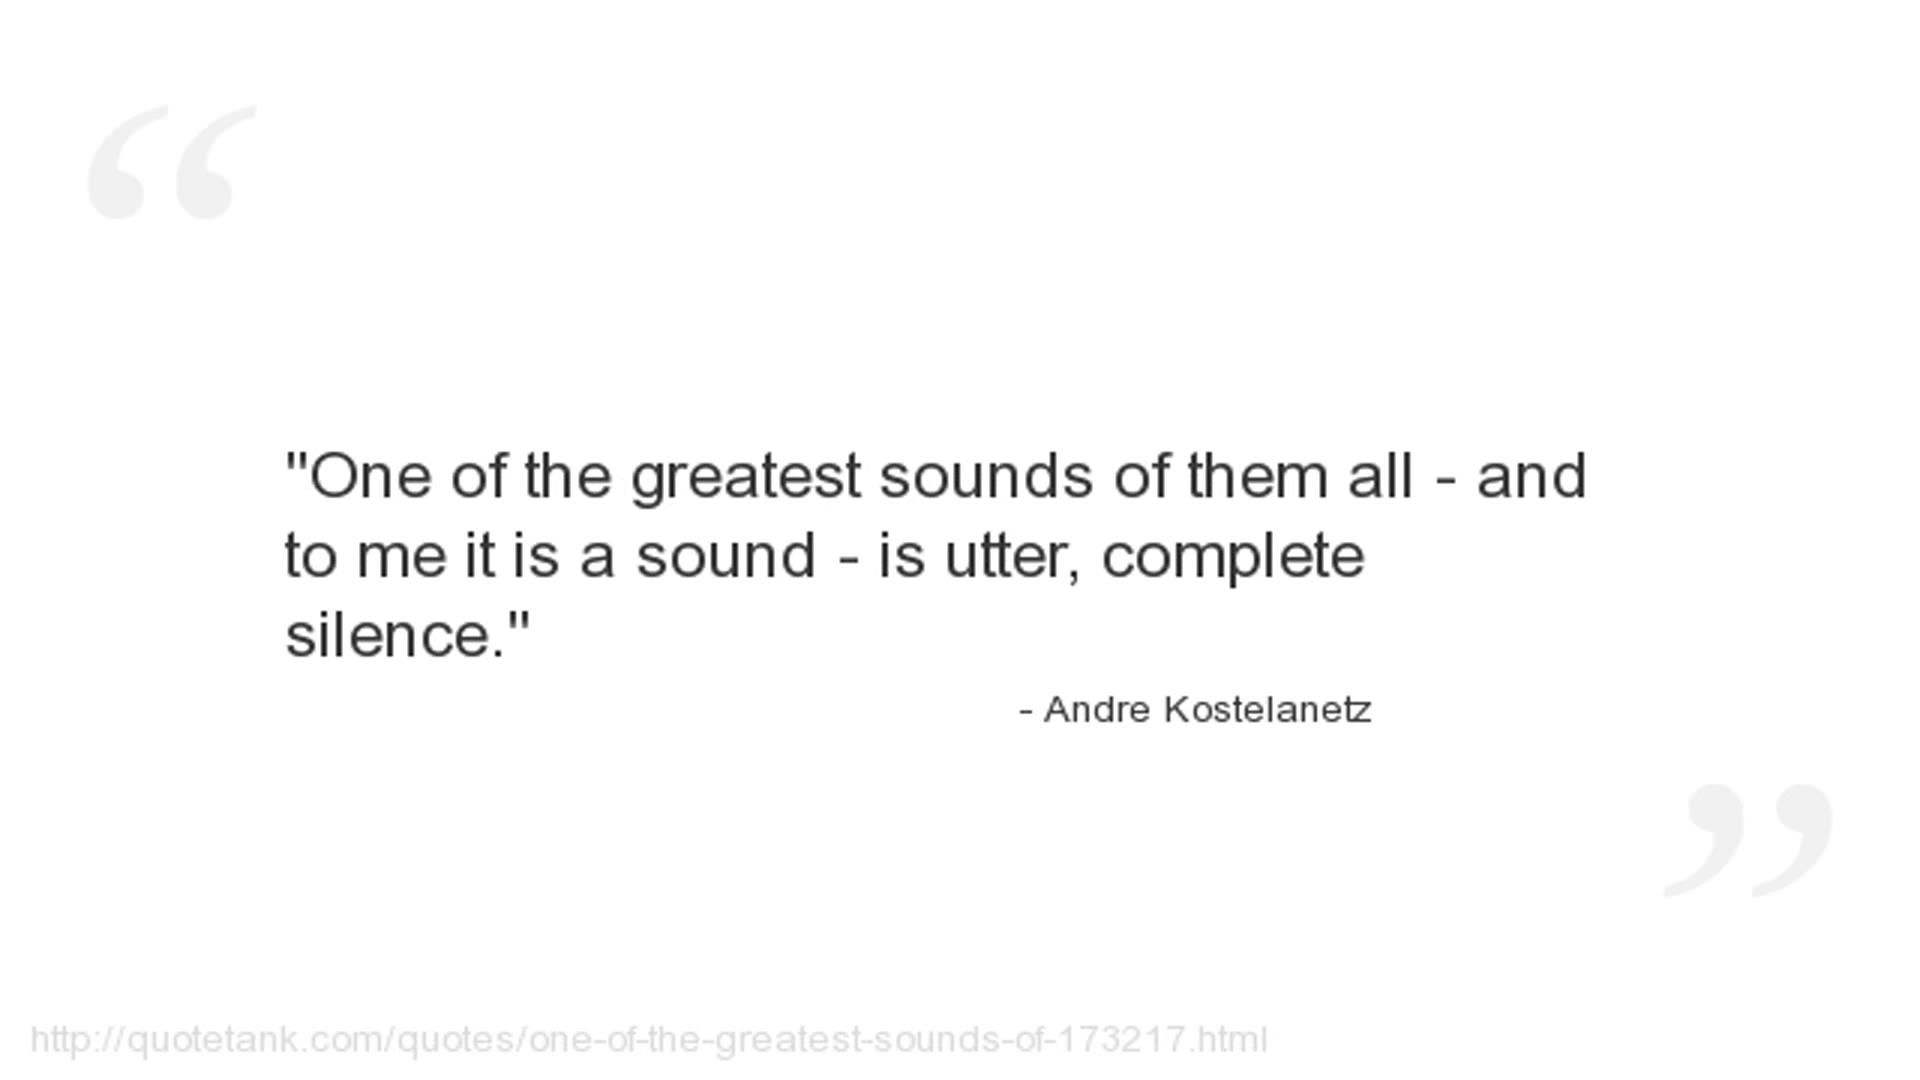 "One of the greatest sounds of them all - and
to me it is a sound - is utter, complete
silence."
- Andre Kostelanetz
http://quotetank.com/quotes/one-of-the-greatest-sounds-of-173217.html